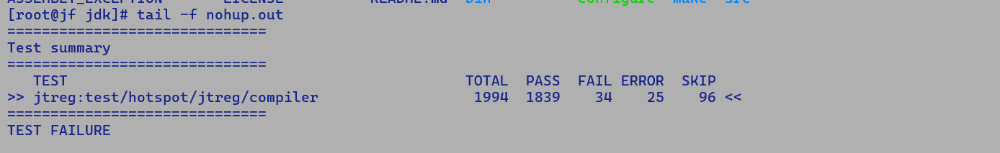 ASSEMBLY_EXCEPTION LICENSE README.md bin configure make src
[root@jf jdk]# tail -f nohup.out
==============================
Test summary
==============================
   TEST                                              TOTAL  PASS  FAIL ERROR  SKIP
>> jtreg:test/hotspot/jtreg/compiler                  1994  1839    34    25    96 <<
==============================
TEST FAILURE